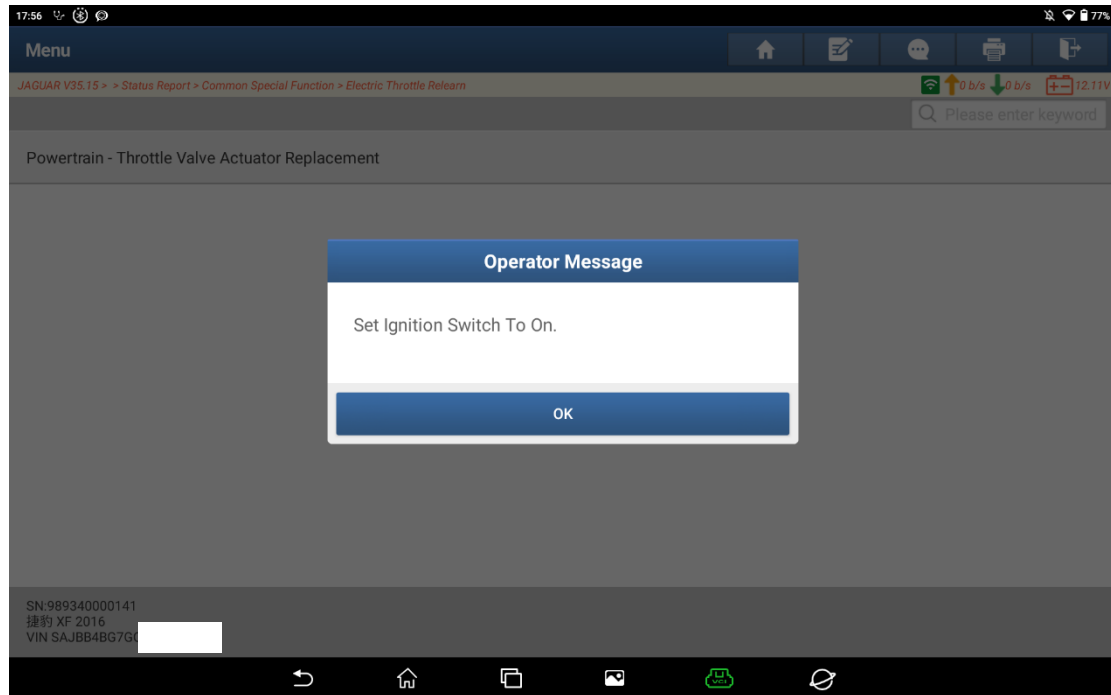 17:56
77%
Menu
JAGUAR V35.15 > > Status Report > Common Special Function > Electric Throttle Relearn
0 b/s 0 b/s 12.11V
Please enter keyword
Powertrain - Throttle Valve Actuator Replacement
Operator Message
Set Ignition Switch To On.
OK
SN:989340000141
捷豹 XF 2016
VIN SAJBB4BG7G
VCI